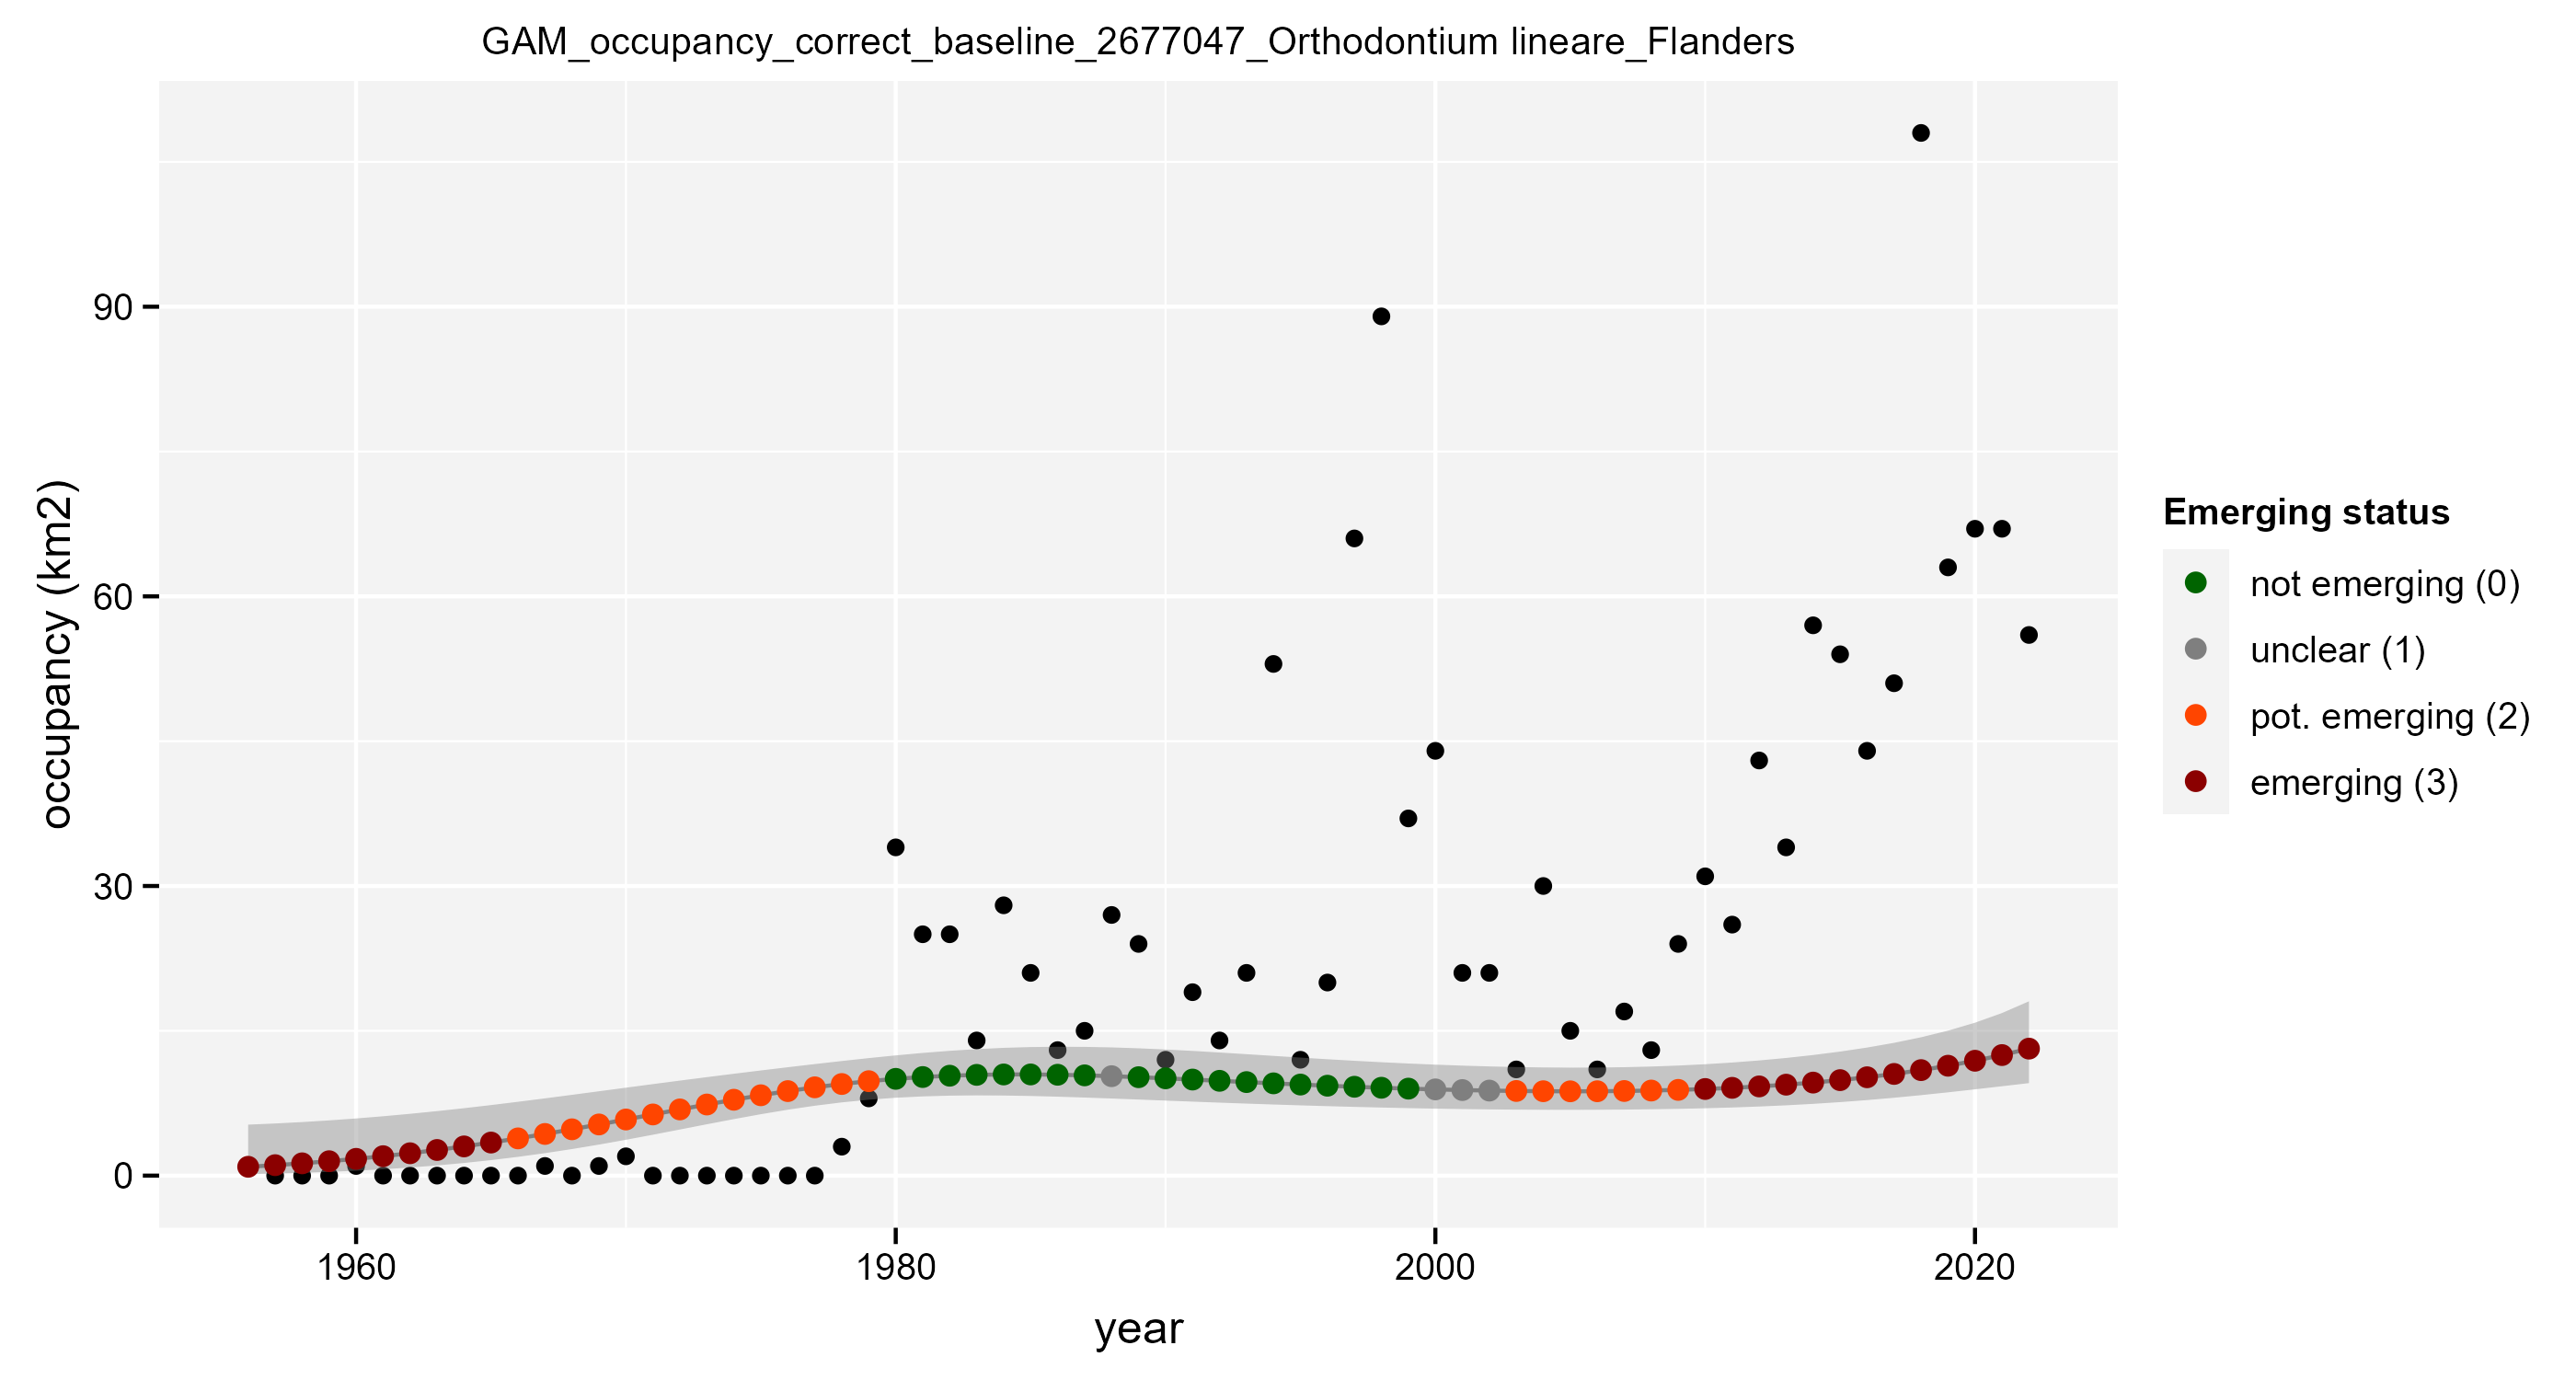 GAM_occupancy_correct_baseline_2677047_Orthodontium lineare_Flanders
occupancy (km2)
90
60
30
0
1960
1980
2000
2020
year
Emerging status
not emerging (0)
unclear (1)
pot. emerging (2)
emerging (3)